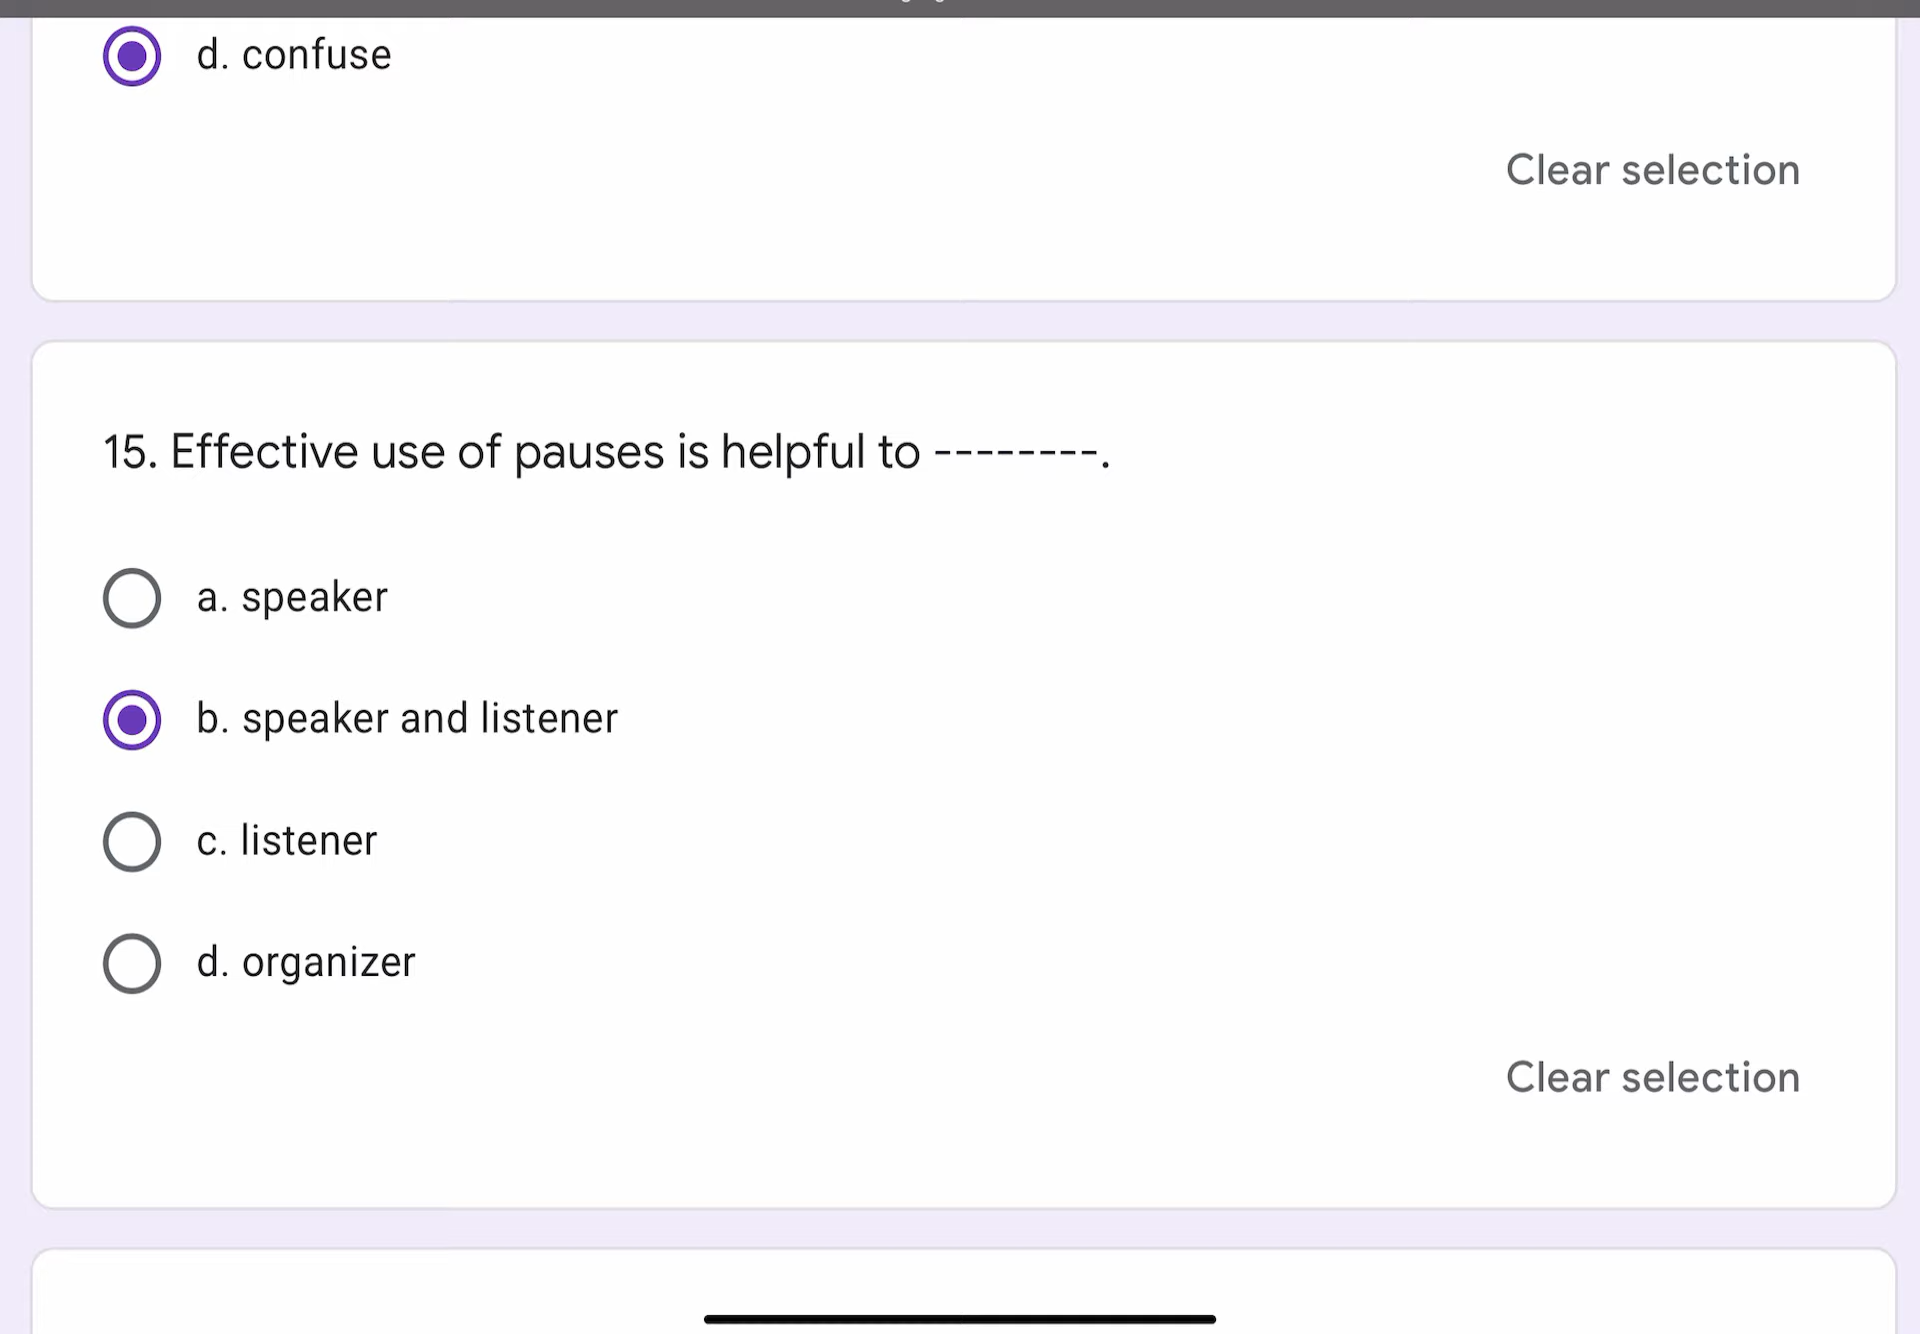 d. confuse
Clear selection
15. Effective use of pauses is helpful to --------.
a. speaker
b. speaker and listener
c. listener
d. organizer
Clear selection